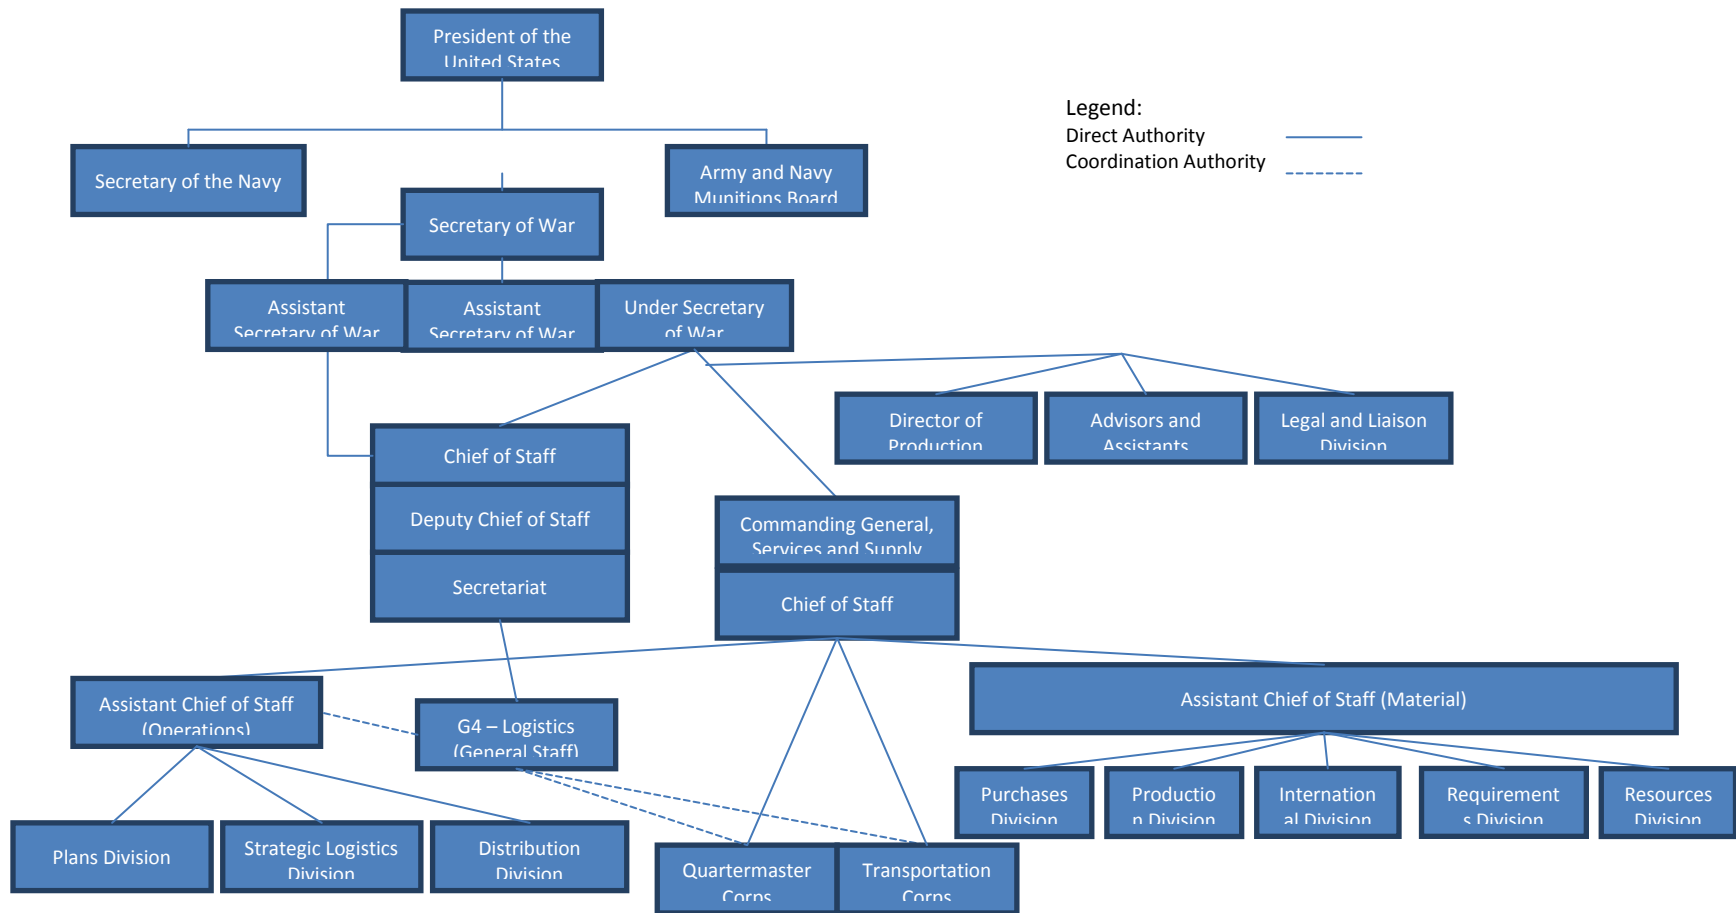 President of the
United States
Legend:
Direct Authority
Coordination Authority
Secretary of the Navy
Army and Navy
Munitions Board
Secretary of War
Assistant
Secretary of War
Assistant
Secretary of War
Under Secretary
of War
Director of
Production
Advisors and
Assistants
Legal and Liaison
Division
Chief of Staff
Deputy Chief of Staff
Secretariat
Commanding General,
Services and Supply
Chief of Staff
Assistant Chief of Staff
(Operations)
G4 – Logistics
(General Staff)
Assistant Chief of Staff (Material)
Purchases
Division
Productio
n Division
Internation
al Division
Requirement
s Division
Resources
Division
Plans Division
Strategic Logistics
Division
Distribution
Division
Quartermaster
Corps
Transportation
Corps